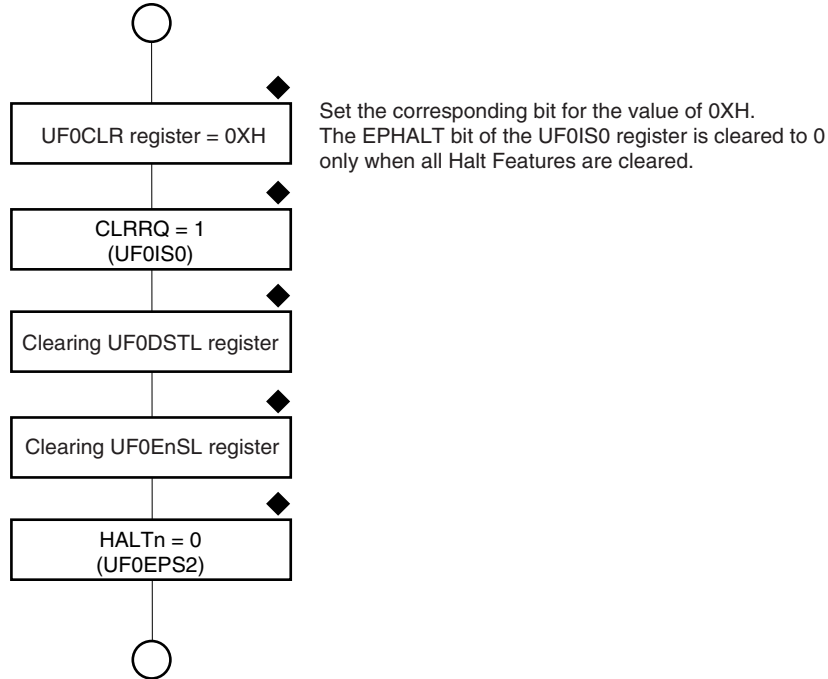 UF0CLR register = 0XH
Set the corresponding bit for the value of 0XH.
The EPHALT bit of the UF0IS0 register is cleared to 0
only when all Halt Features are cleared.
CLRRQ = 1
(UF0IS0)
Clearing UF0DSTL register
Clearing UF0EnSL register
HALTn = 0
(UF0EPS2)